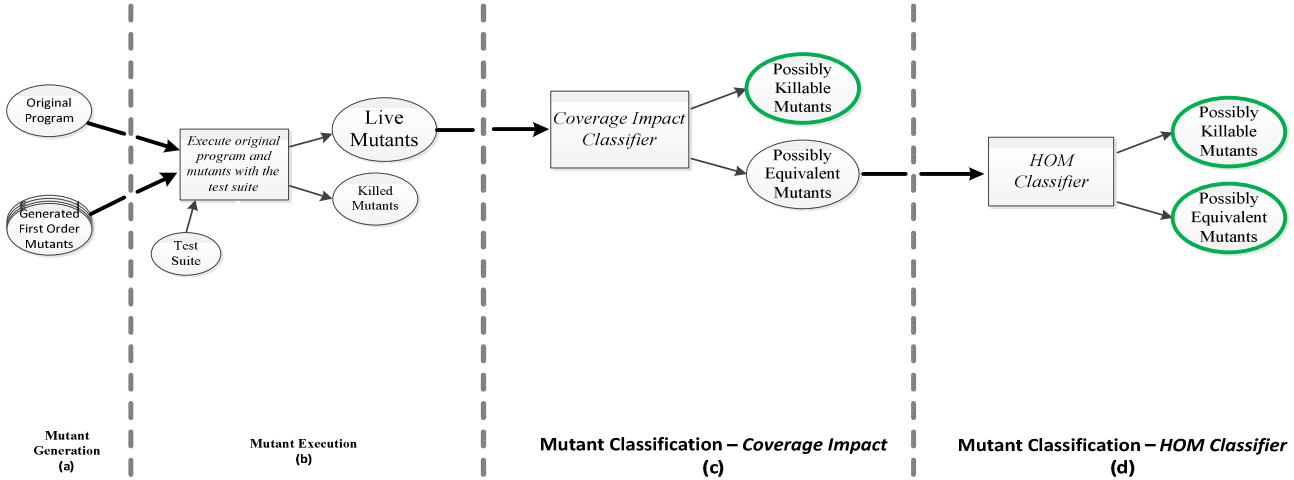 Original
Program
Generated
First Order
Mutants
Mutant
Generation
(a)
Execute original
program and
mutants with the
test suite
Test
Suite
Live
Mutants
Killed
Mutants
Mutant Execution
(b)
Coverage Impact
Classifier
Possibly
Killable
Mutants
Possibly
Equivalent
Mutants
Mutant Classification – Coverage Impact
(c)
HOM
Classifier
Possibly
Killable
Mutants
Possibly
Equivalent
Mutants
Mutant Classification – HOM Classifier
(d)